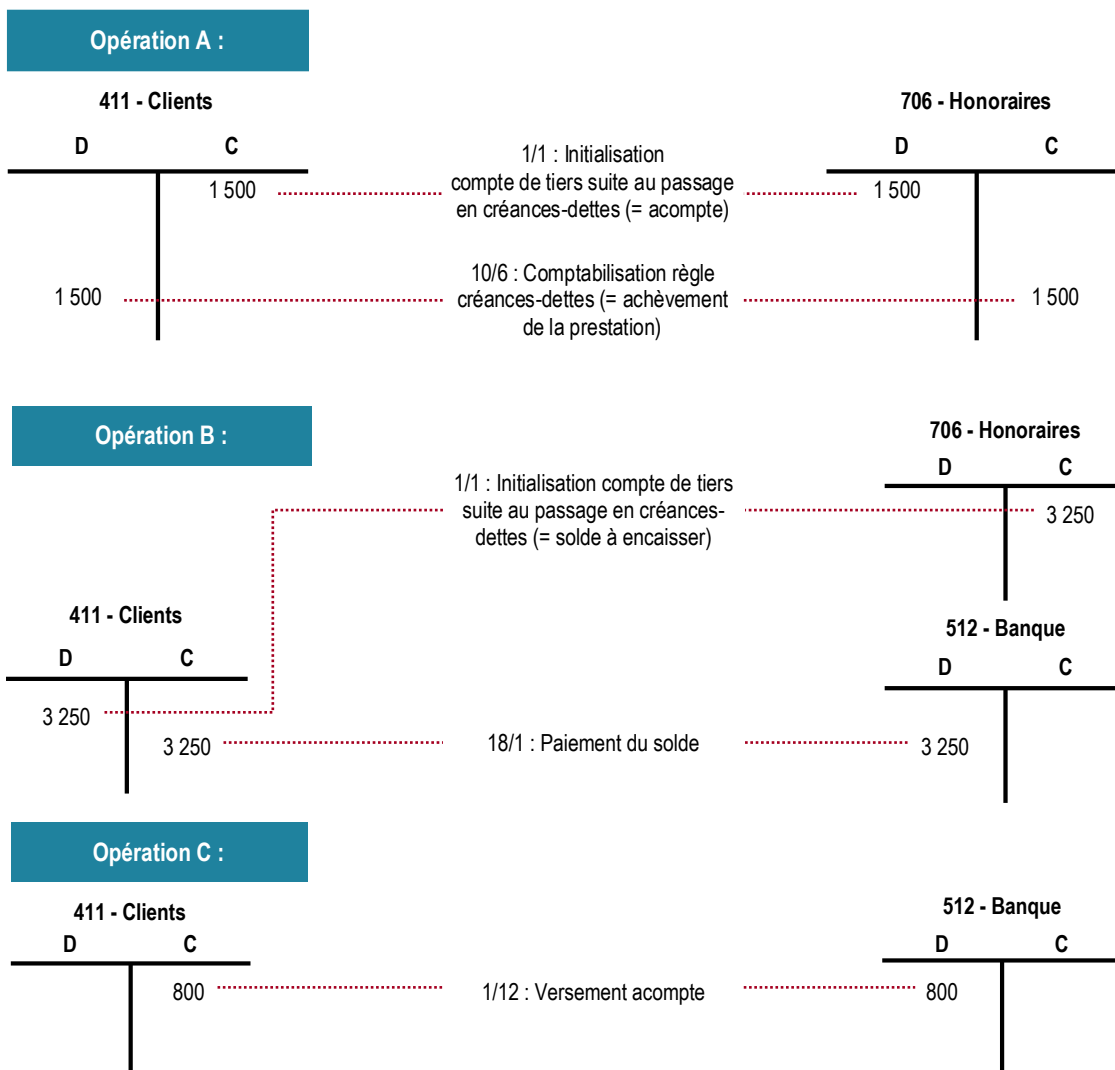 Opération A :
411 - Clients
706 - Honoraires
D C
D C
1/1 : Initialisation
compte de tiers suite au passage
en créances-dettes (= acompte)
1 500
1 500
10/6 : Comptabilisation règle
créances-dettes (= achèvement
de la prestation)
1 500
1 500
Opération B :
706 - Honoraires
D C
1/1 : Initialisation compte de tiers
suite au passage en créances-
dettes (= solde à encaisser)
3 250
411 - Clients
D C
512 - Banque
D C
3 250
3 250
18/1 : Paiement du solde
3 250
Opération C :
411 - Clients
D C
512 - Banque
D C
800
1/12 : Versement acompte
800